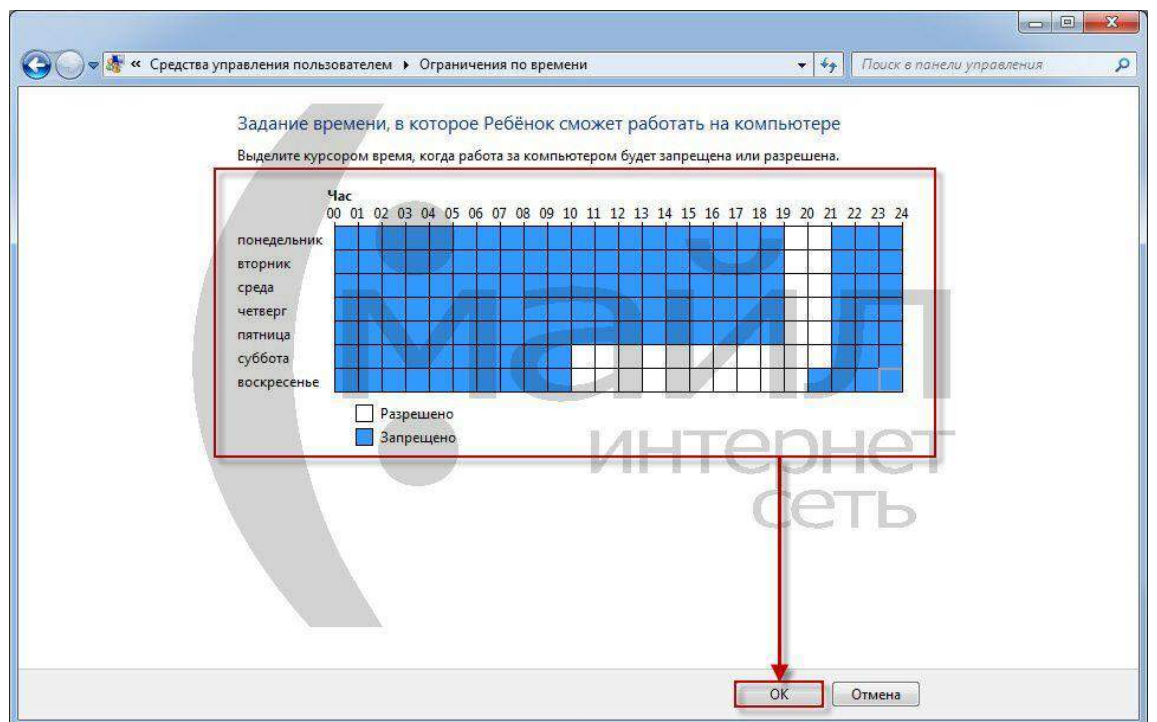 « Средства управления пользователем ▸ Ограничения по времени
Поиск в панели управления
Задание времени, в которое Ребёнок сможет работать на компьютере
Выделите курсором время, когда работа за компьютером будет запрещена или разрешена.
Час
00 01 02 03 04 05 06 07 08 09 10 11 12 13 14 15 16 17 18 19 20 21 22 23 24
понедельник
вторник
среда
четверг
пятница
суббота
воскресенье
Разрешено
Запрещено
майл
интернет
сеть
ОК
Отмена